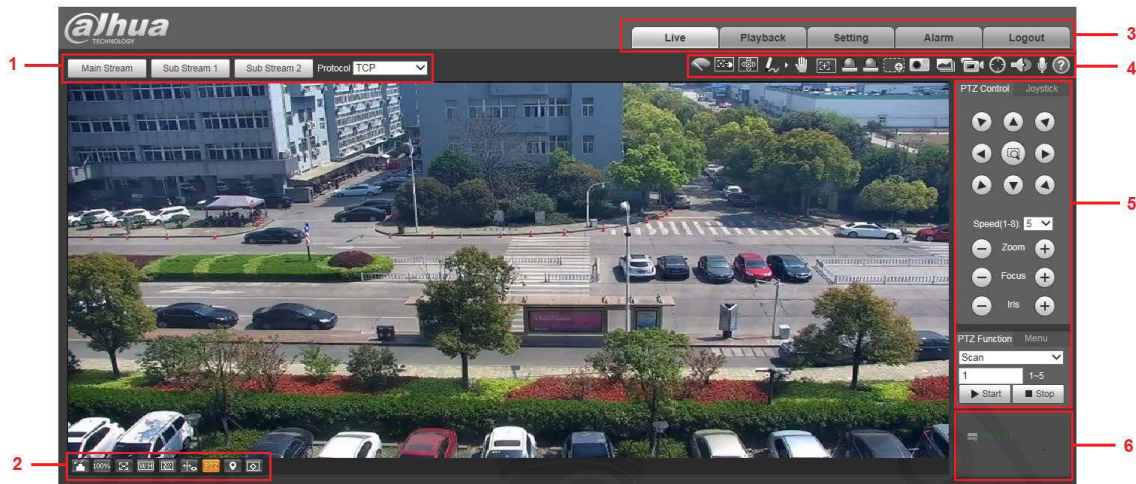 alhua
TECHNOLOGY
Live Playback Setting Alarm Logout
3
1
Main Stream Sub Stream 1 Sub Stream 2 Protocol TCP
4
PTZ Control Joystick
5
Speed(1-8): 5
Zoom
Focus
Iris
PTZ Function Menu
Scan
1 1~5
Start Stop
6
2
100% W:H PTZ